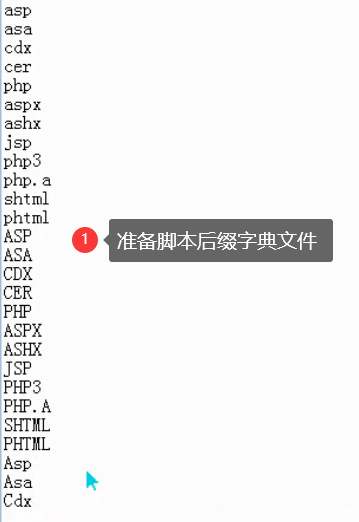 asp
asa
cdx
cer
php
aspx
ashx
jsp
php3
php.a
shtml
phtml
ASP
1 准备脚本后缀字典文件
ASA
CDX
CER
PHP
ASPX
ASHX
JSP
PHP3
PHP.A
SHTML
PHTML
Asp
Asa
Cdx